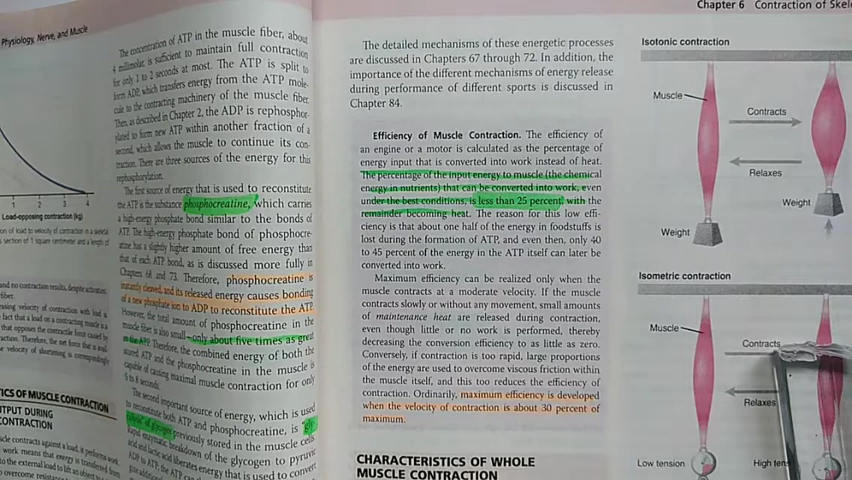 Physiology, Nerve, and Muscle
1 2 3 4
Load-opposing contraction (kg)
and no contraction results, despite activation
fiber.
TICS OF MUSCLE CONTRACTION
TPUT DURING
CONTRACTION
The concentration of ATP in the muscle fiber, about
4 millimolar, is sufficient to maintain full contraction
for only 1 to 2 seconds at most. The ATP is split to
form ADP, which transfers energy from the ATP mole-
cule to the contracting machinery of the muscle fiber.
Then, as described in Chapter 2, the ADP is rephosphor-
ylated to form new ATP within another fraction of a
second, which allows the muscle to continue its con-
traction. There are three sources of the energy for this
rephosphorylation.
The first source of energy that is used to reconstitute
the ATP is the substance phosphocreatine, which carries
a high-energy phosphate bond similar to the bonds of
ATP. The high-energy phosphate bond of phosphocre-
atine has a slightly higher amount of free energy than
that of each ATP bond, as is discussed more fully in
Chapters 68 and 73. Therefore, phosphocreatine is
instantly cleaved, and its released energy causes bonding
of a new phosphate ion to ADP to reconstitute the ATP.
However, the total amount of phosphocreatine in the
muscle fiber is also small—only about five times as great
as the ATP. Therefore, the combined energy of both the
stored ATP and the phosphocreatine in the muscle is
capable of causing maximal muscle contraction for only
5 to 8 seconds.
The second important source of energy, which is used
to reconstitute both ATP and phosphocreatine, is "gly-
colysis" of glycogen previously stored in the muscle cells.
Rapid enzymatic breakdown of the glycogen to pyruvic
acid and lactic acid liberates energy that is used to convert
ADP to ATP; the ATP can then
The detailed mechanisms of these energetic processes
are discussed in Chapters 67 through 72. In addition, the
importance of the different mechanisms of energy release
during performance of different sports is discussed in
Chapter 84.
Efficiency of Muscle Contraction. The efficiency of
an engine or a motor is calculated as the percentage of
energy input that is converted into work instead of heat.
The percentage of the input energy to muscle (the chemical
energy in nutrients) that can be converted into work, even
under the best conditions, is less than 25 percent, with the
remainder becoming heat. The reason for this low effi-
ciency is that about one half of the energy in foodstuffs is
lost during the formation of ATP, and even then, only 40
to 45 percent of the energy in the ATP itself can later be
converted into work.
Maximum efficiency can be realized only when the
muscle contracts at a moderate velocity. If the muscle
contracts slowly or without any movement, small amounts
of maintenance heat are released during contraction,
even though little or no work is performed, thereby
decreasing the conversion efficiency to as little as zero.
Conversely, if contraction is too rapid, large proportions
of the energy are used to overcome viscous friction within
the muscle itself, and this too reduces the efficiency of
contraction. Ordinarily, maximum efficiency is developed
when the velocity of contraction is about 30 percent of
maximum.
CHARACTERISTICS OF WHOLE
MUSCLE CONTRACTION
Chapter 6 Contraction of Skel
Isotonic contraction
Muscle
Contracts
Relaxes
Weight
Weight
Isometric contraction
Muscle
Contracts
Relaxes
Low tension
High ten